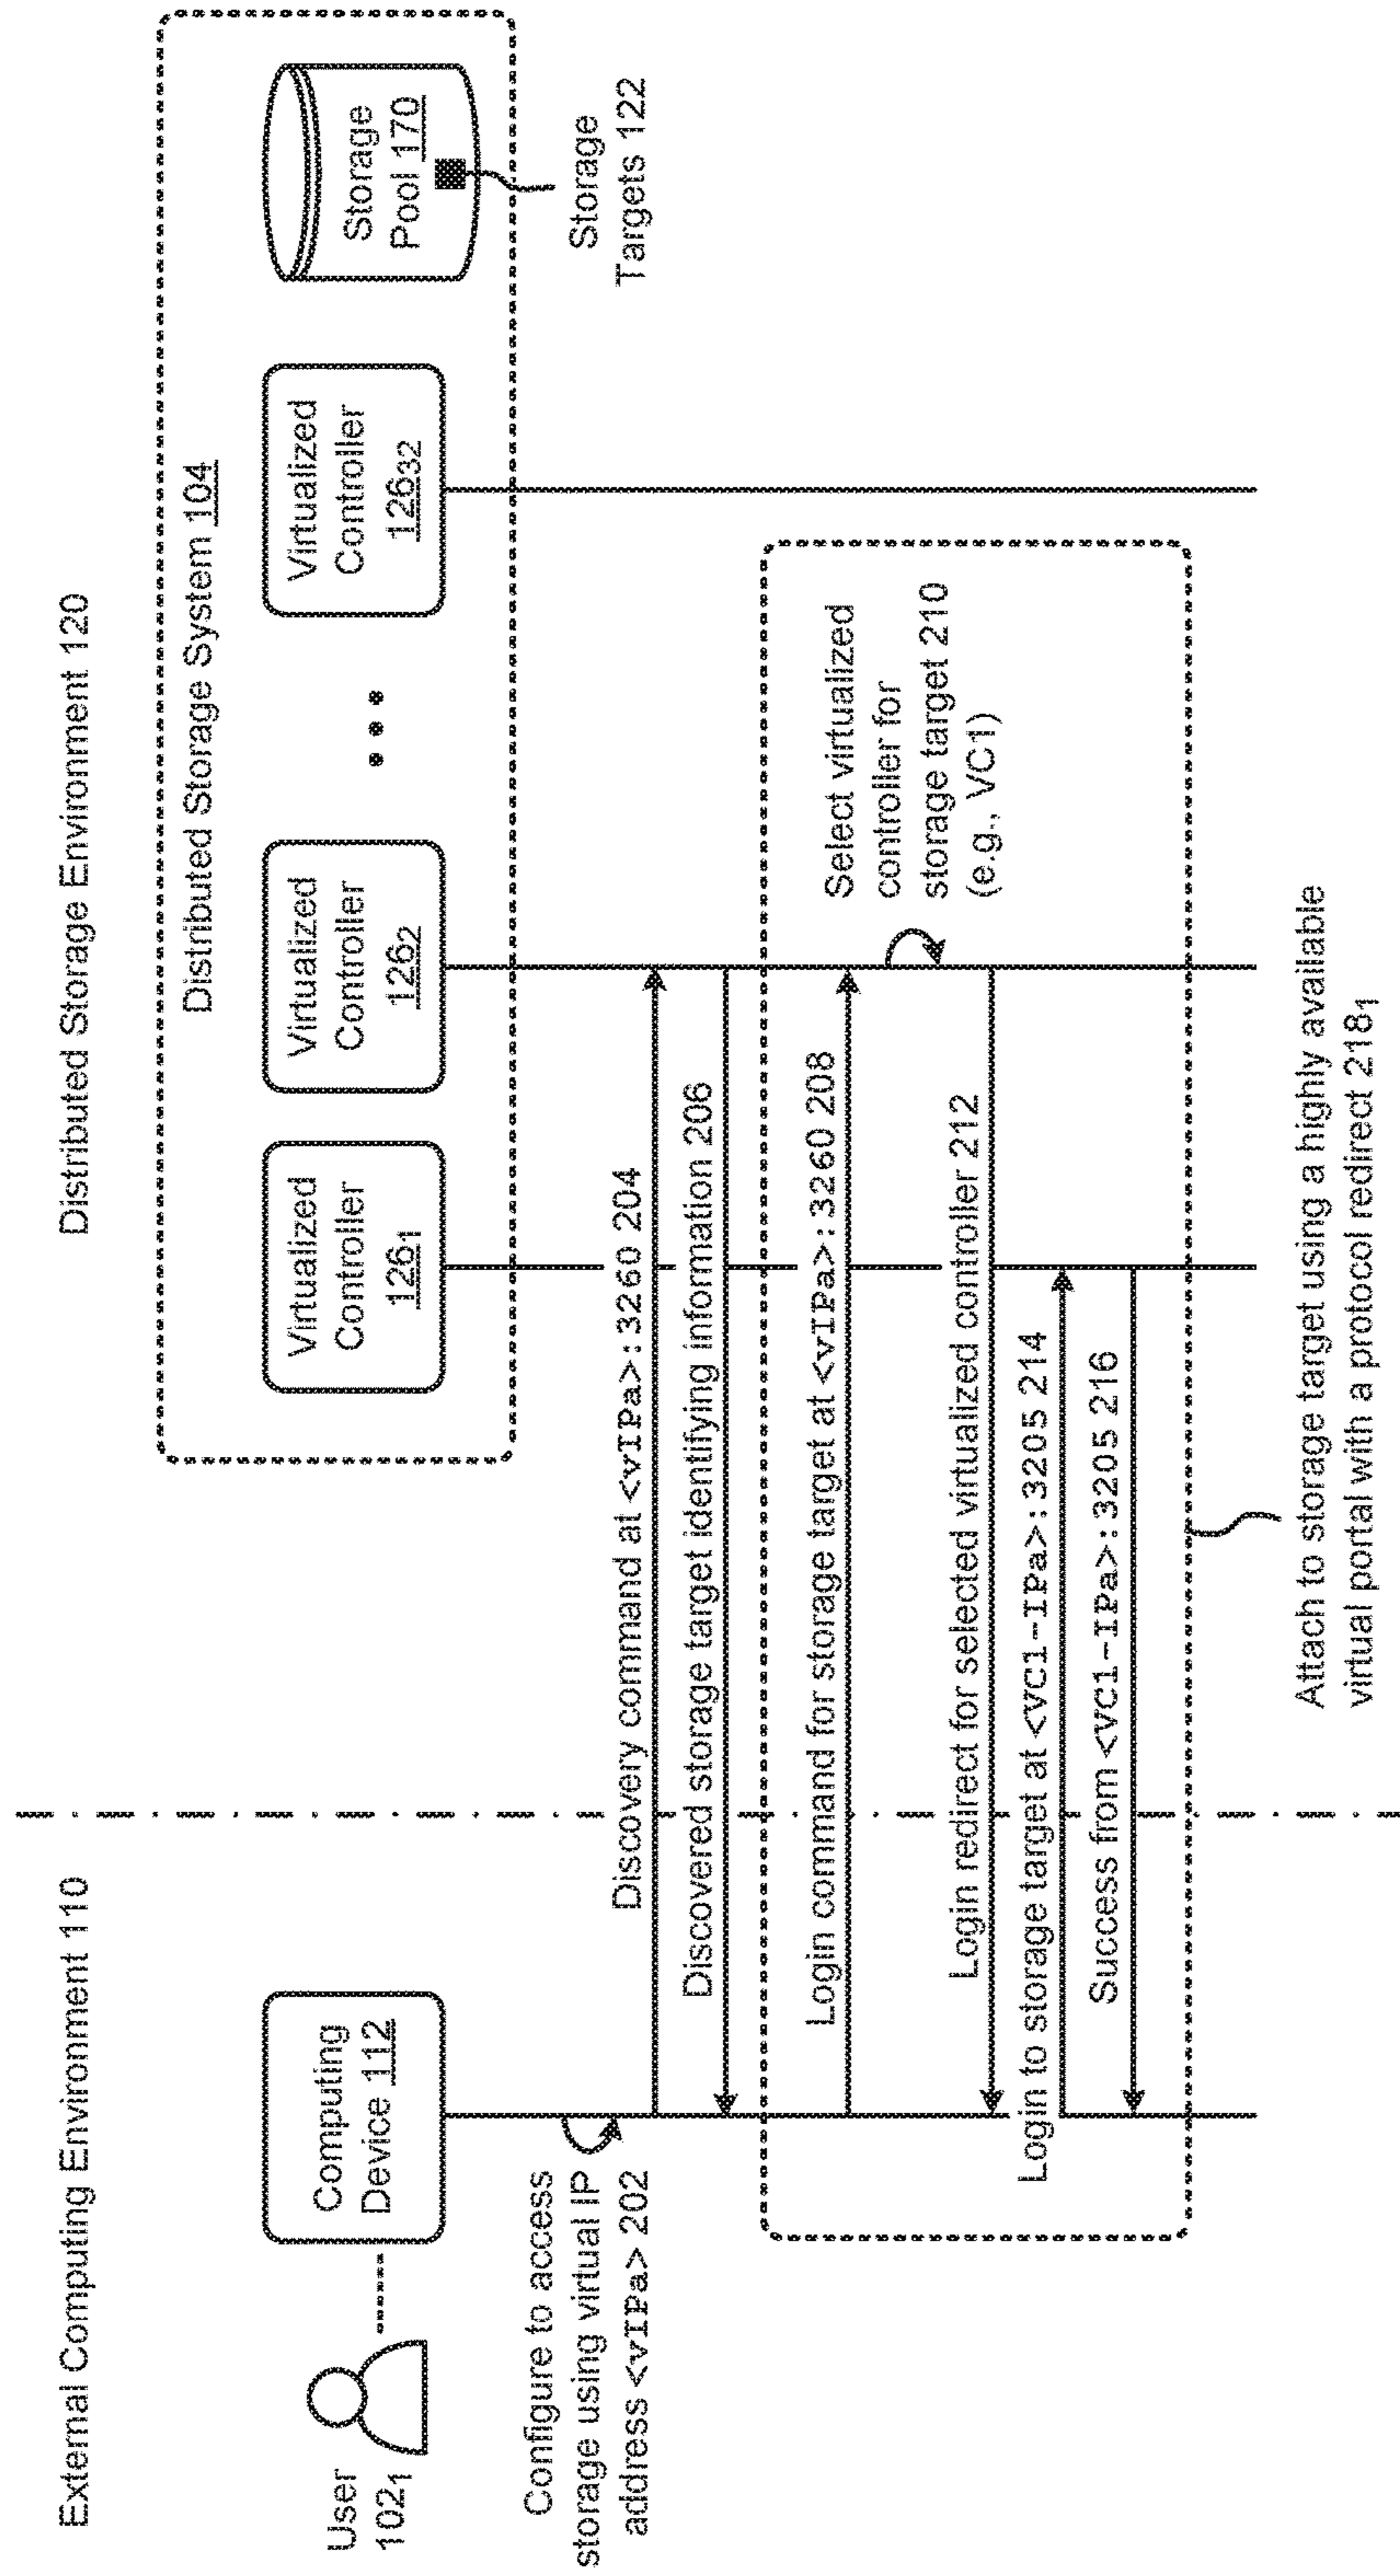 External Computing Environment 110
Distributed Storage Environment 120
Distributed Storage System 104
User
102₁
Computing
Device 112
Virtualized
Controller
126₁
Virtualized
Controller
126₂
Virtualized
Controller
126₃₂
Storage
Pool 170
Storage
Targets 122
Configure to access
storage using virtual IP
address <vIPa> 202
Discovery command at <vIPa>:3260 204
Discovered storage target identifying information 206
Login command for storage target at <vIPa>:3260 208
Select virtualized
controller for
storage target 210
(e.g., VC1)
Login redirect for selected virtualized controller 212
Login to storage target at <VC1-IPa>:3205 214
Success from <VC1-IPa>:3205 216
Attach to storage target using a highly available
virtual portal with a protocol redirect 218₁